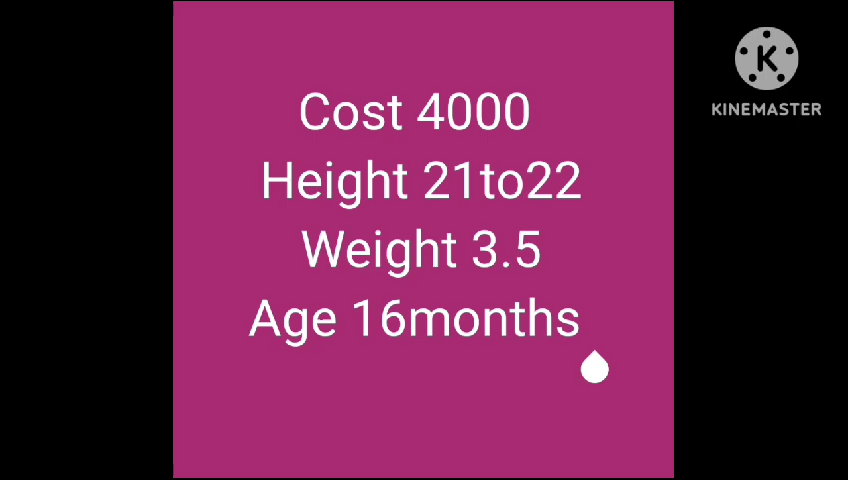 Cost 4000
Height 21to22
Weight 3.5
Age 16months
K
KINEMASTER